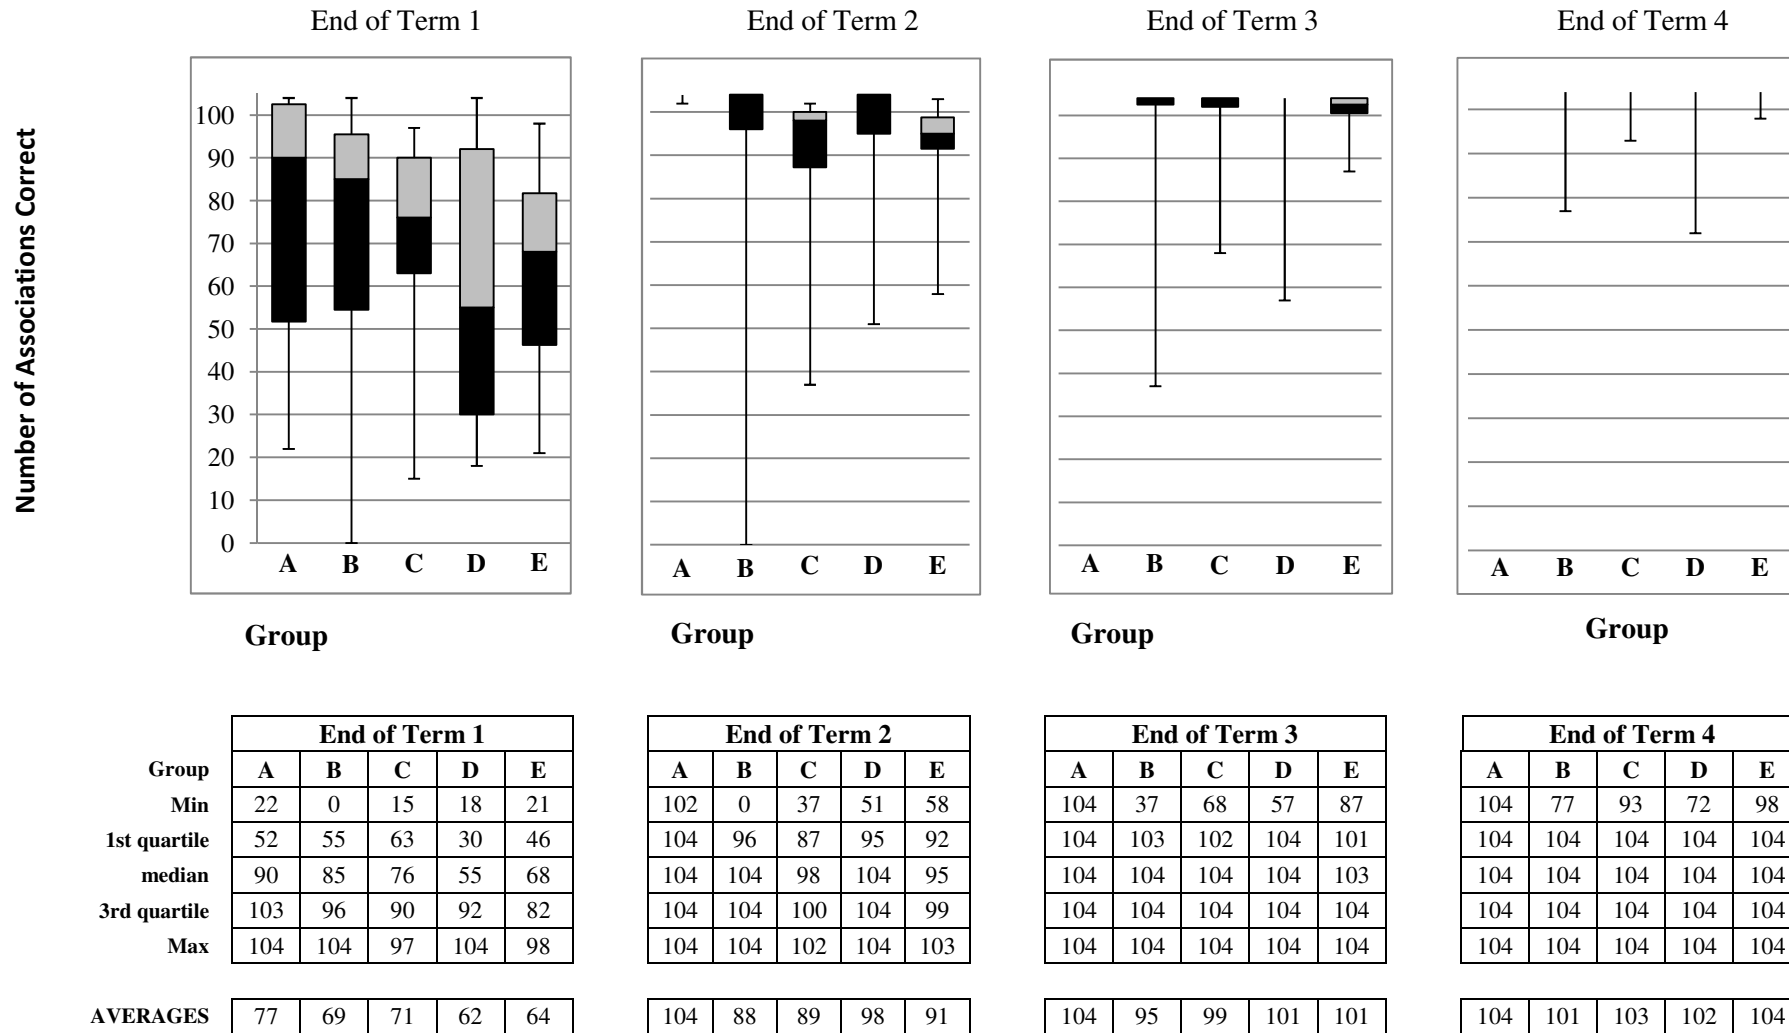 End of Term 1 End of Term 2 End of Term 3 End of Term 4
Number of Associations Correct
100
90
80
70
60
50
40
30
20
10
0
A B C D E A B C D E A B C D E A B C D E
Group Group Group Group
End of Term 1 End of Term 2 End of Term 3 End of Term 4
Group A B C D E A B C D E A B C D E A B C D E
Min 22 0 15 18 21 102 0 37 51 58 104 37 68 57 87 104 77 93 72 98
1st quartile 52 55 63 30 46 104 96 87 95 92 104 103 102 104 101 104 104 104 104 104
median 90 85 76 55 68 104 104 98 104 95 104 104 104 104 103 104 104 104 104 104
3rd quartile 103 96 90 92 82 104 104 100 104 99 104 104 104 104 104 104 104 104 104 104
Max 104 104 97 104 98 104 104 102 104 103 104 104 104 104 104 104 104 104 104 104
AVERAGES 77 69 71 62 64 104 88 89 98 91 104 95 99 101 101 104 101 103 102 104